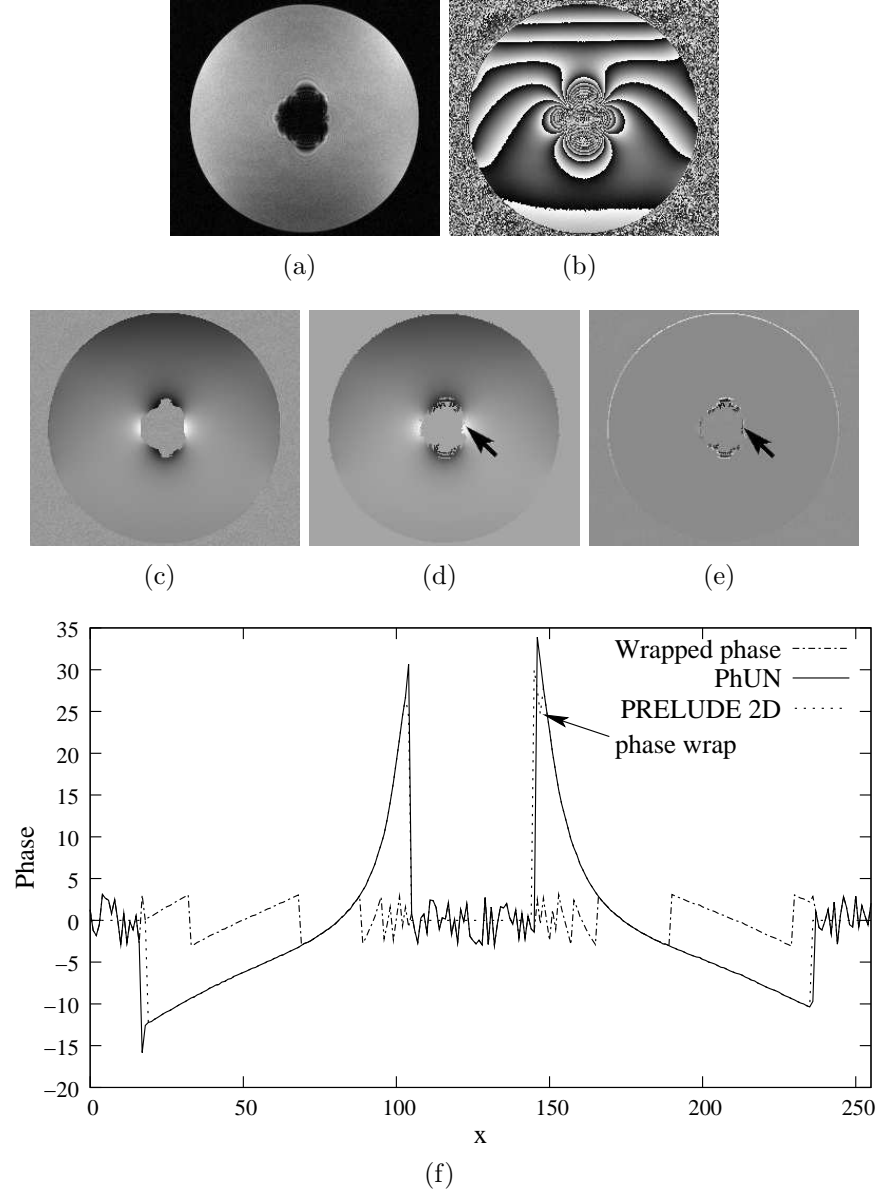 (a)
(b)
(c)
(d)
(e)
35
30
25
20
15
10
5
0
−5
−10
−15
−20
Phase
Wrapped phase
PhUN
PRELUDE 2D
phase wrap
0
50
100
150
200
250
x
(f)